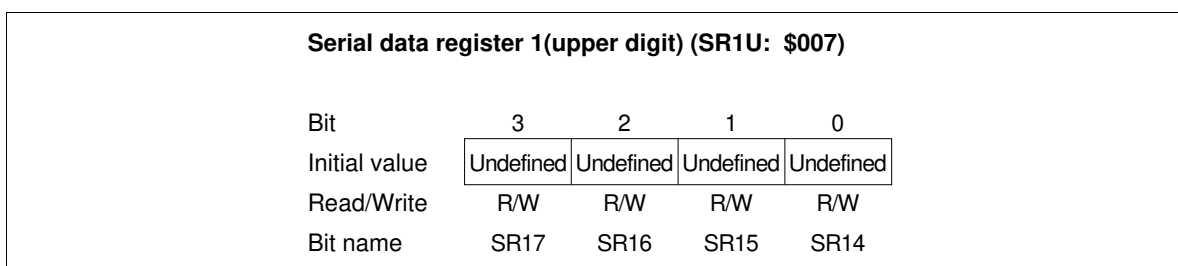 Serial data register 1(upper digit) (SR1U: $007)
Bit 3 2 1 0
Initial value Undefined Undefined Undefined Undefined
Read/Write R/W R/W R/W R/W
Bit name SR17 SR16 SR15 SR14